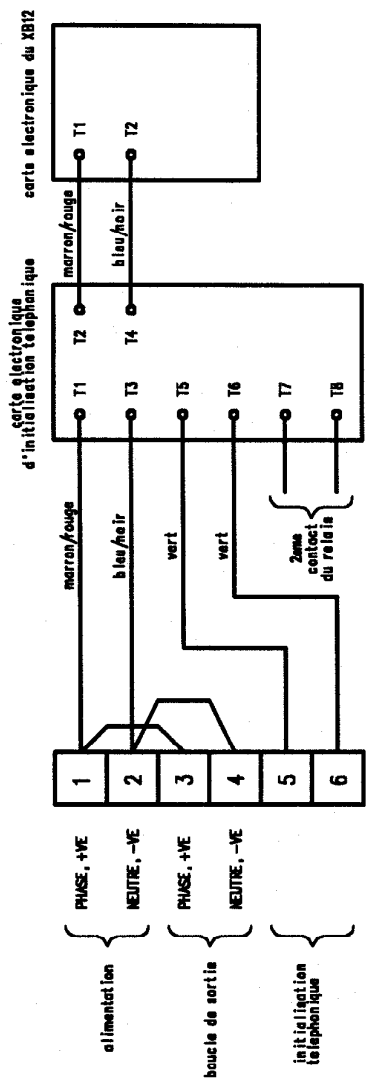 carte electronique du XB12
T1
T2
marron/rouge
bleu/noir
carte electronique
d'initialisation telephonique
T2
T4
T1
T3
T5
T6
T7
T8
marron/rouge
bleu/noir
vert
vert
2eme
contact
du relais
1
2
3
4
5
6
PHASE, +VE
NEUTRE, -VE
PHASE, +VE
NEUTRE, -VE
alimentation
boucle de sortie
initialisation
telephonique